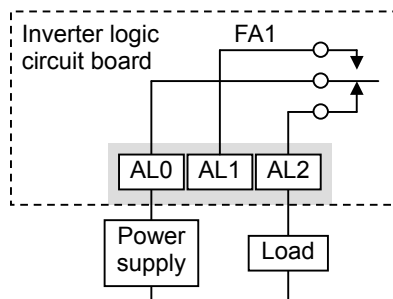 Inverter logic
circuit board
FA1
AL0 AL1 AL2
Power
supply
Load